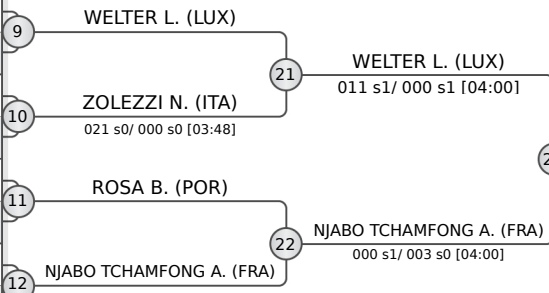 WELTER L. (LUX)
9
21
WELTER L. (LUX)
011 s1/ 000 s1 [04:00]
ZOLEZZI N. (ITA)
10
021 s0/ 000 s0 [03:48]
ROSA B. (POR)
11
22
NJABO TCHAMFONG A. (FRA)
000 s1/ 003 s0 [04:00]
NJABO TCHAMFONG A. (FRA)
12